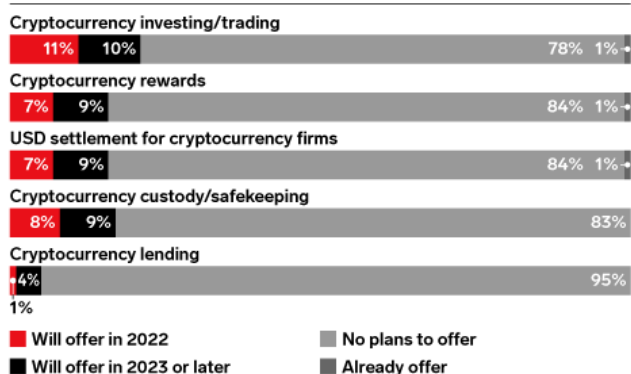 Cryptocurrency investing/trading
11% 10% 78% 1%
Cryptocurrency rewards
7% 9% 84% 1%
USD settlement for cryptocurrency firms
7% 9% 84% 1%
Cryptocurrency custody/safekeeping
8% 9% 83%
Cryptocurrency lending
4% 95%
1%
Will offer in 2022 No plans to offer
Will offer in 2023 or later Already offer